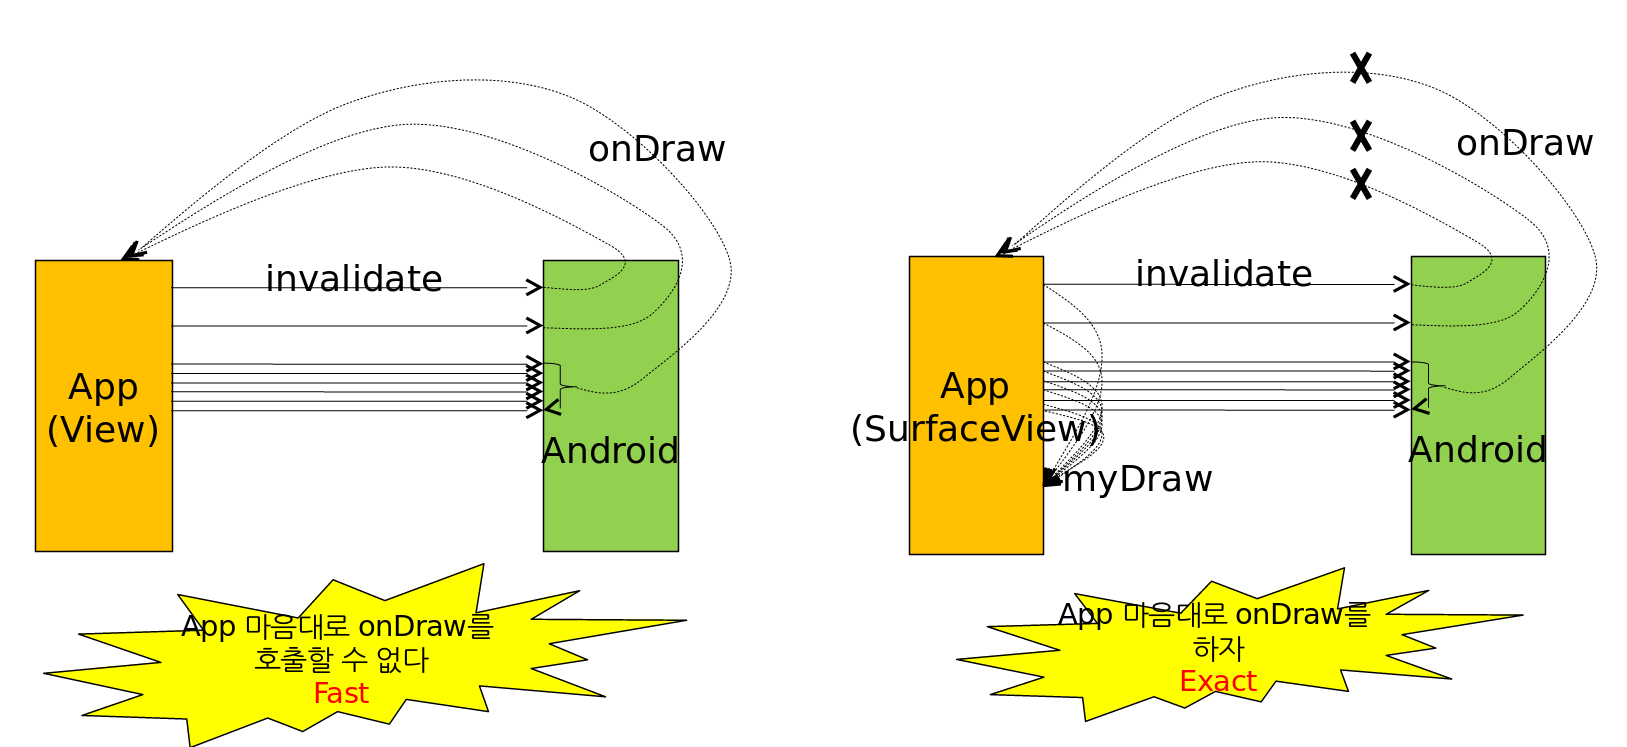 onDraw
invalidate
App
(View)
Android
App 마음대로 onDraw를
호출할 수 없다
Fast
onDraw
invalidate
App
(SurfaceView)
Android
myDraw
App 마음대로 onDraw를
하자
Exact